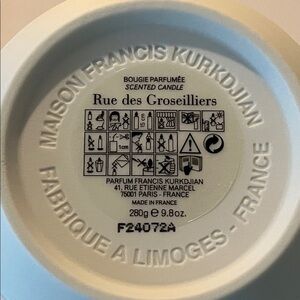 MAISON FRANCIS KURKDJIAN
BOUGIE PARFUMÉE
SCENTED CANDLE
Rue des Groseilliers
PARFUM FRANCIS KURKDJIAN
41, RUE ETIENNE MARCEL
75001 PARIS - FRANCE
MADE IN FRANCE
280g ℮ 9.8oz.
F24072A
FABRIQUE A LIMOGES - FRANCE